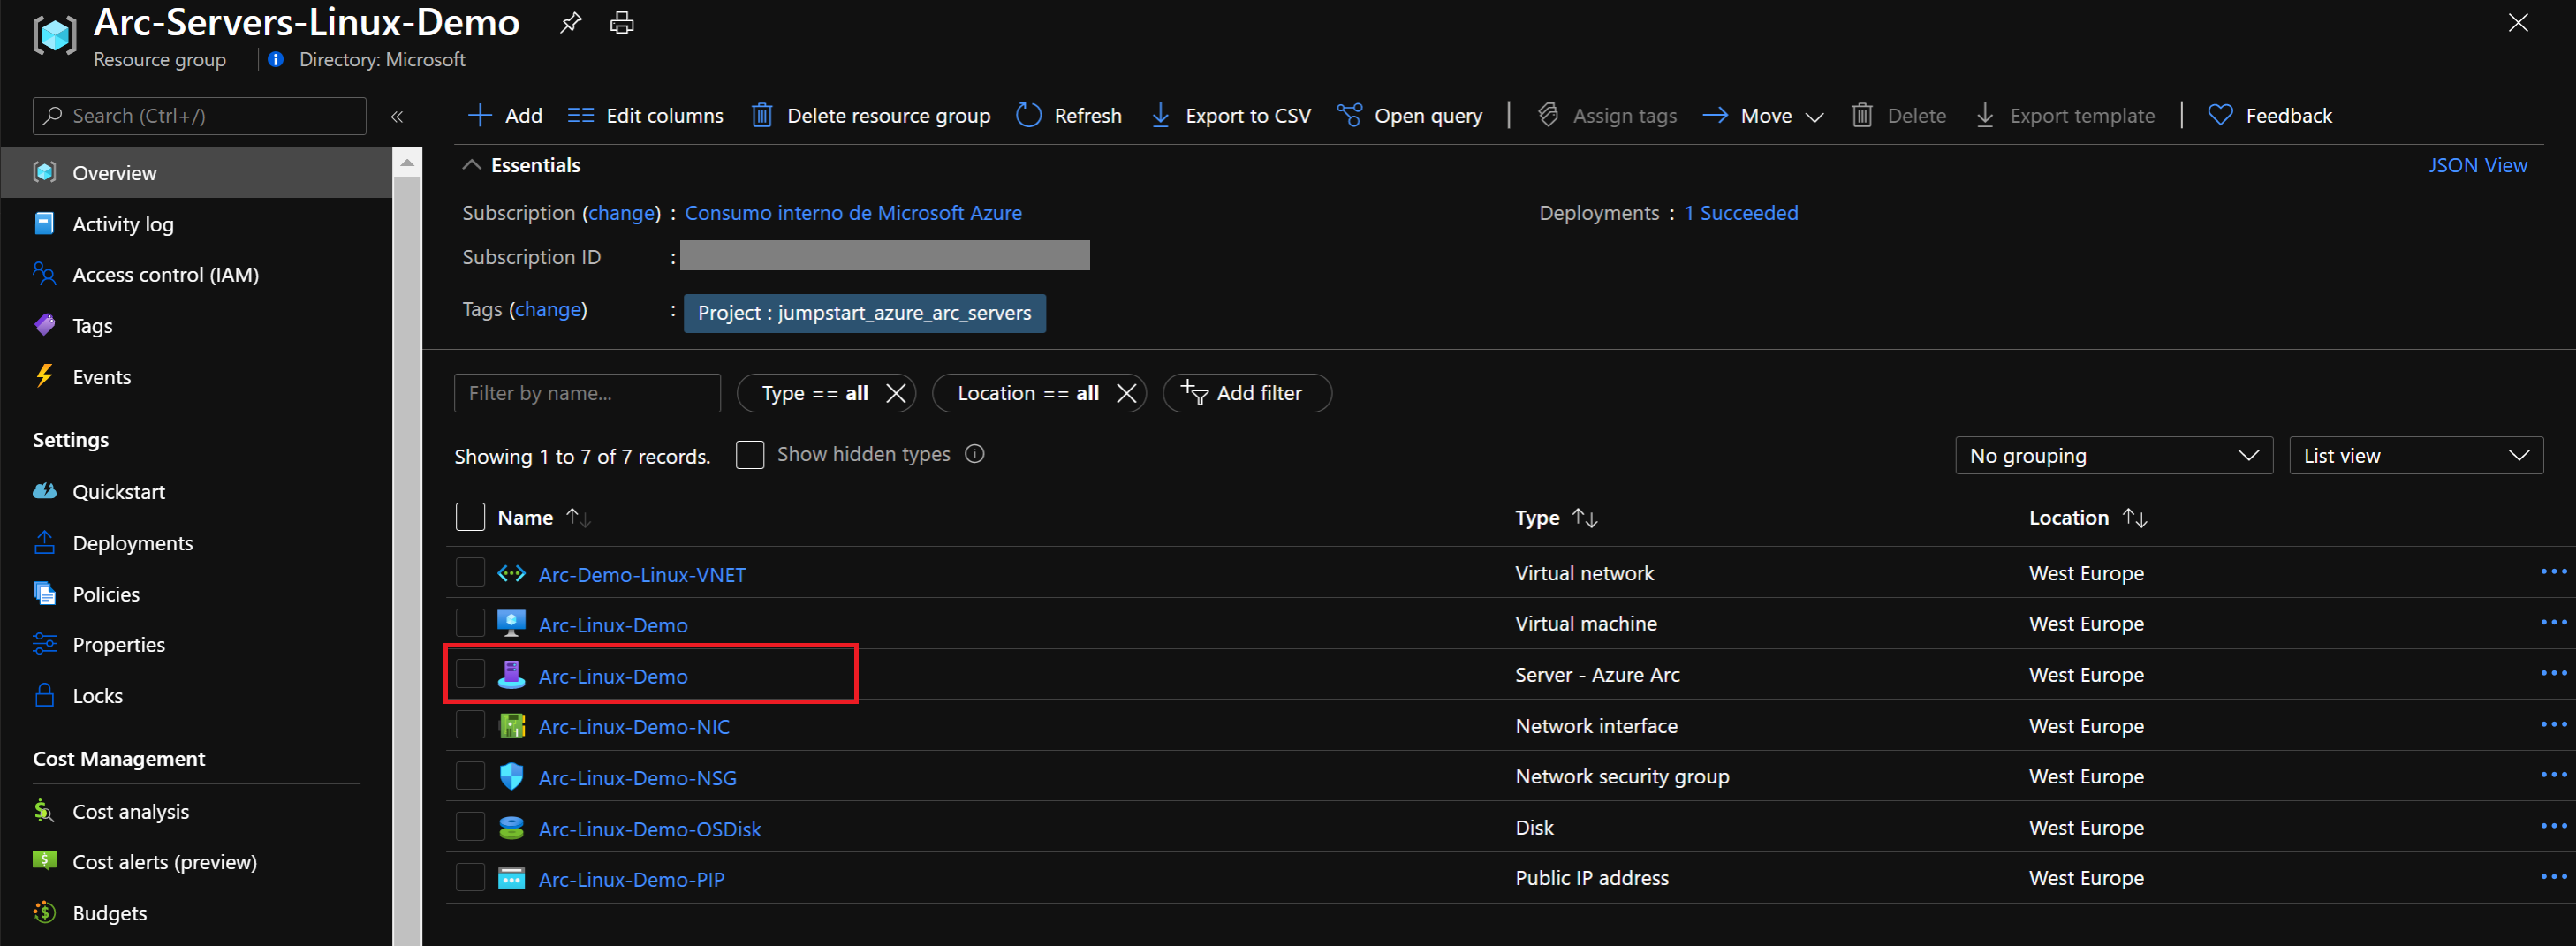 Arc-Servers-Linux-Demo
Resource group
Directory: Microsoft
Search (Ctrl+/)
«
Overview
Activity log
Access control (IAM)
Tags
Events
Settings
Quickstart
Deployments
Policies
Properties
Locks
Cost Management
Cost analysis
Cost alerts (preview)
Budgets
Add Edit columns Delete resource group Refresh Export to CSV Open query Assign tags Move Delete Export template Feedback
Essentials JSON View
Subscription (change) : Consumo interno de Microsoft Azure Deployments : 1 Succeeded
Subscription ID :
Tags (change) : Project : jumpstart_azure_arc_servers
Filter by name... Type == all Location == all Add filter
Showing 1 to 7 of 7 records. Show hidden types No grouping List view
Name Type Location
Arc-Demo-Linux-VNET Virtual network West Europe
Arc-Linux-Demo Virtual machine West Europe
Arc-Linux-Demo Server - Azure Arc West Europe
Arc-Linux-Demo-NIC Network interface West Europe
Arc-Linux-Demo-NSG Network security group West Europe
Arc-Linux-Demo-OSDisk Disk West Europe
Arc-Linux-Demo-PIP Public IP address West Europe